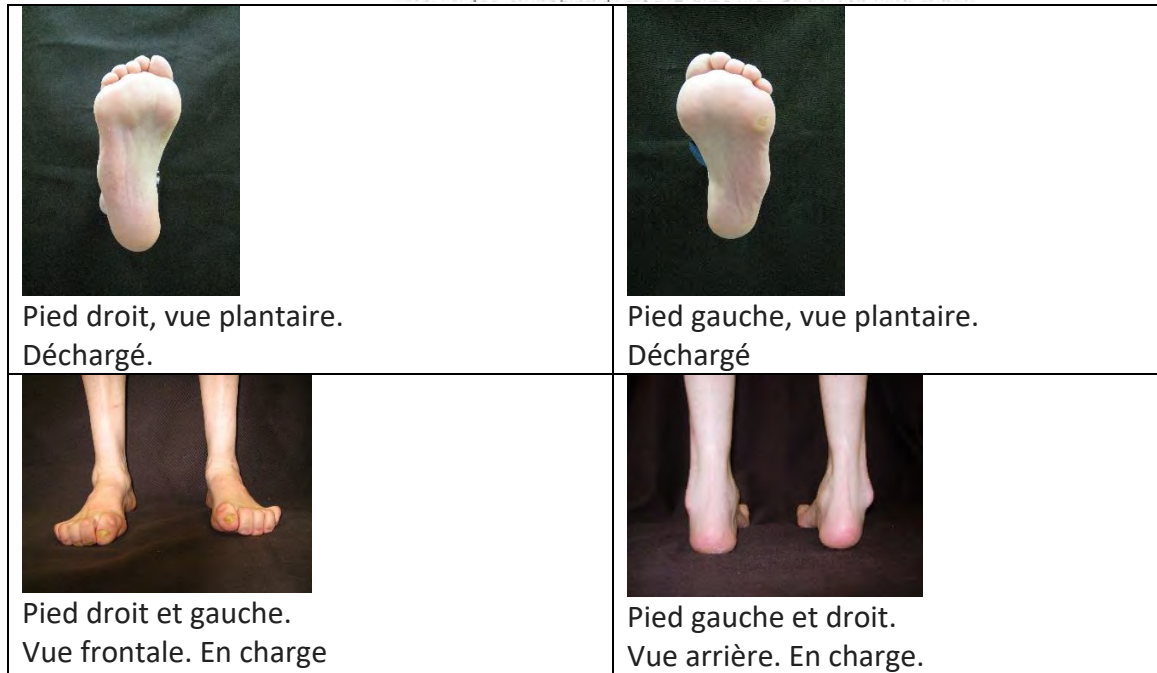 Pied droit, vue plantaire.
Déchargé.
Pied gauche, vue plantaire.
Déchargé
Pied droit et gauche.
Vue frontale. En charge
Pied gauche et droit.
Vue arrière. En charge.